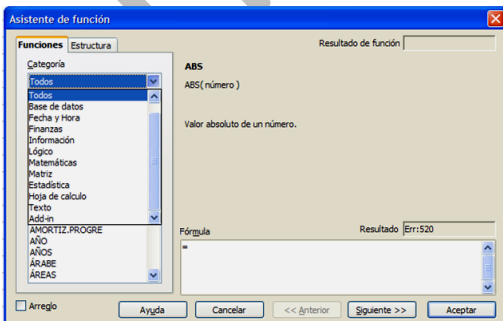 Asistente de función
Funciones Estructura
Resultado de función
Categoría
Todos
Todos
Base de datos
Fecha y Hora
Finanzas
Información
Lógico
Matemáticas
Matriz
Estadística
Hoja de calculo
Texto
Add-in
AMORTIZ.PROGRE
AÑO
AÑOS
ÁRABE
ÁREAS
ABS
ABS( número )
Valor absoluto de un número.
Fórmula
Resultado Err:520
=
Arreglo
Ayuda
Cancelar
<< Anterior
Siguiente >>
Aceptar